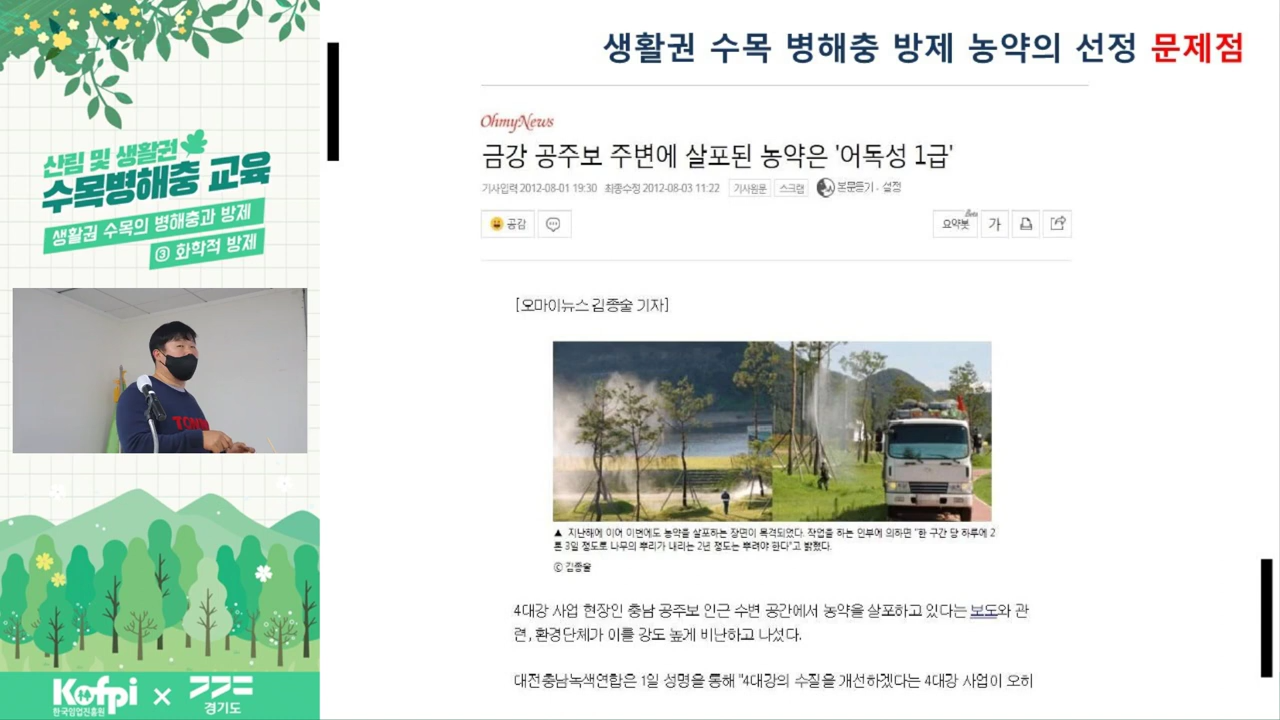 생활권 수목 병해충 방제 농약의 선정 문제점
산림 및 생활권
수목병해충 교육
생활권 수목의 병해충과 방제
③ 화학적 방제
OhmyNews
금강 공주보 주변에 살포된 농약은 '어독성 1급'
기사입력 2012-08-01 19:30 최종수정 2012-08-03 11:22 기사원문 스크랩 본문듣기 · 설정
공감
요약봇 Beta 가
[오마이뉴스 김종술 기자]
▲ 지난해에 이어 이번에도 농약을 살포하는 장면이 목격되었다. 작업을 하는 인부에 의하면 "한 구간 당 하루에 2
톤 3일 정도로 나무의 뿌리가 내리는 2년 정도는 뿌려야 한다"고 밝혔다.
ⓒ 김종술
4대강 사업 현장인 충남 공주보 인근 수변 공간에서 농약을 살포하고 있다는 보도와 관
련, 환경단체가 이를 강도 높게 비난하고 나섰다.
대전충남녹색연합은 1일 성명을 통해 "4대강의 수질을 개선하겠다는 4대강 사업이 오히
Kofpi
한국임업진흥원
×
경기도